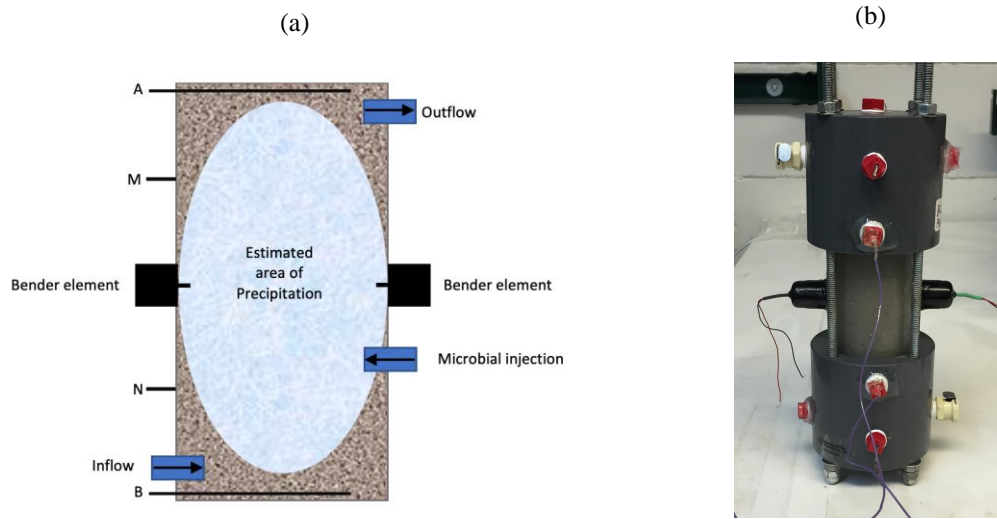 (a)
(b)
A
Outflow
M
Estimated
area of
Precipitation
Bender element
Bender element
Microbial injection
N
Inflow
B